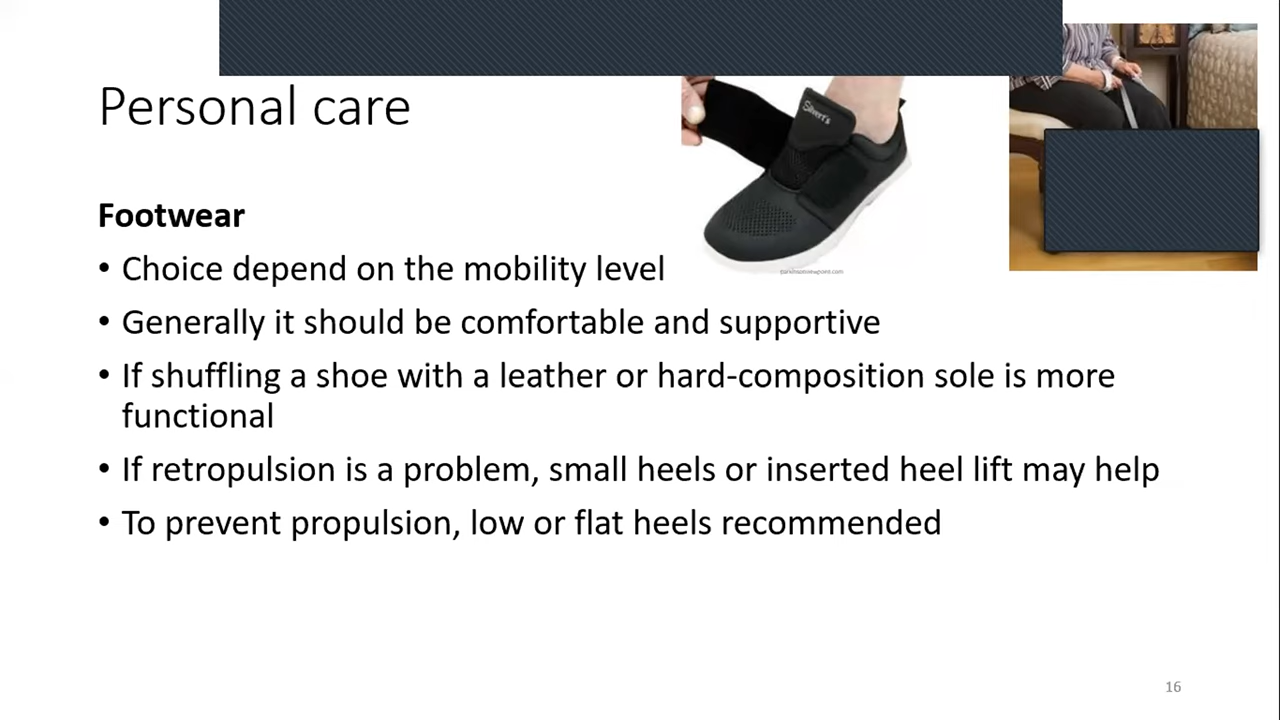 Personal care
Silvert's
Footwear
• Choice depend on the mobility level
• Generally it should be comfortable and supportive
• If shuffling a shoe with a leather or hard-composition sole is more
functional
• If retropulsion is a problem, small heels or inserted heel lift may help
• To prevent propulsion, low or flat heels recommended
16